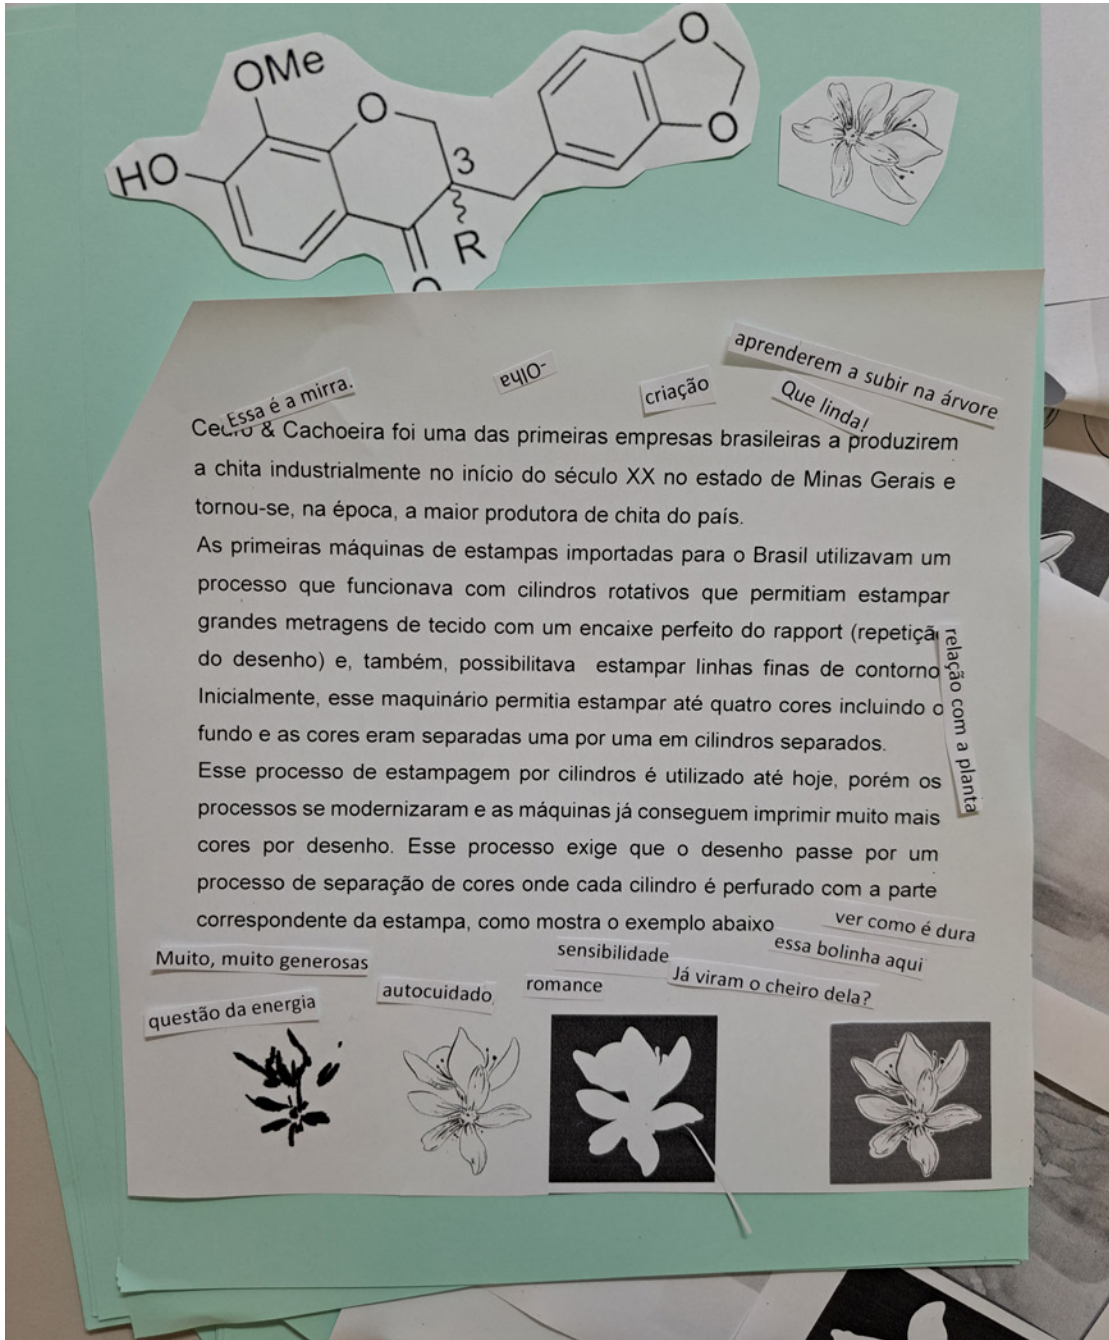 OMe
O
O
O
HO
3
R
O
aprenderem a subir na árvore
-Olha
Essa é a mirra.
criação
Que linda!
& Cachoeira foi uma das primeiras empresas brasileiras a produzirem
a chita industrialmente no início do século XX no estado de Minas Gerais e
tornou-se, na época, a maior produtora de chita do país.
As primeiras máquinas de estampas importadas para o Brasil utilizavam um
processo que funcionava com cilindros rotativos que permitiam estampar
grandes metragens de tecido com um encaixe perfeito do rapport (repetiçã
do desenho) e, também, possibilitava estampar linhas finas de contorno
Inicialmente, esse maquinário permitia estampar até quatro cores incluindo o
fundo e as cores eram separadas uma por uma em cilindros separados.
relação com a planta
Esse processo de estampagem por cilindros é utilizado até hoje, porém os
processos se modernizaram e as máquinas já conseguem imprimir muito mais
cores por desenho. Esse processo exige que o desenho passe por um
processo de separação de cores onde cada cilindro é perfurado com a parte
correspondente da estampa, como mostra o exemplo abaixo
ver como é dura
essa bolinha aqui
Muito, muito generosas
sensibilidade
Já viram o cheiro dela?
romance
autocuidado
questão da energia